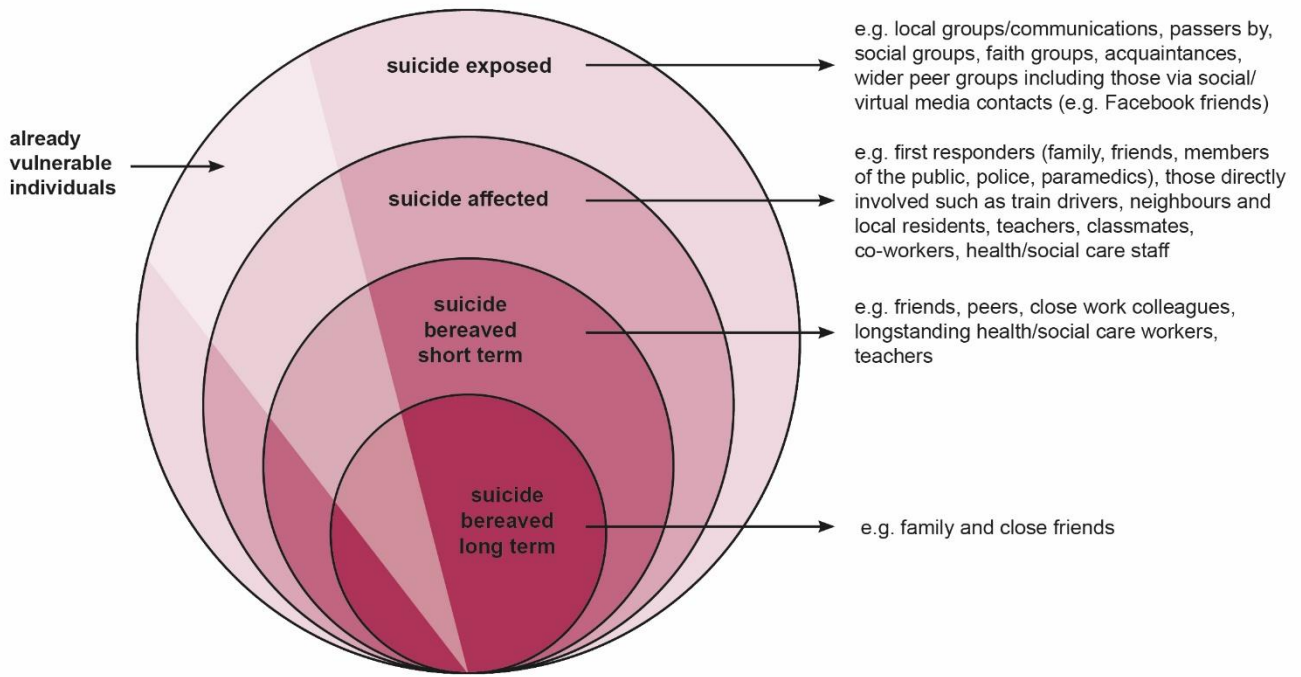 suicide exposed
e.g. local groups/communications, passers by,
social groups, faith groups, acquaintances,
wider peer groups including those via social/
virtual media contacts (e.g. Facebook friends)
already
vulnerable
individuals
suicide affected
e.g. first responders (family, friends, members
of the public, police, paramedics), those directly
involved such as train drivers, neighbours and
local residents, teachers, classmates,
co-workers, health/social care staff
suicide
bereaved
short term
e.g. friends, peers, close work colleagues,
longstanding health/social care workers,
teachers
suicide
bereaved
long term
e.g. family and close friends